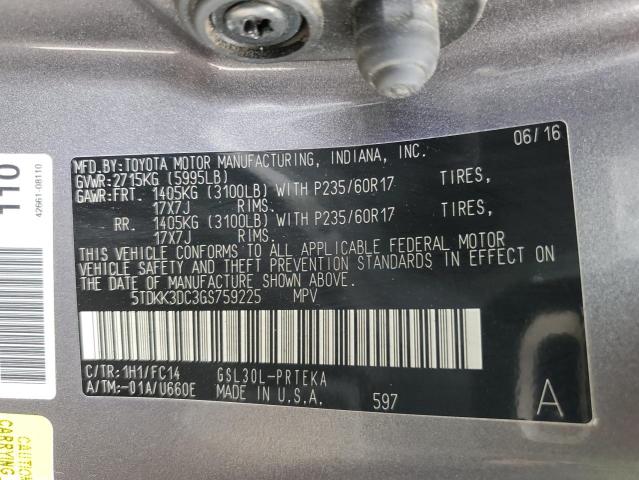 06/16
MFD.BY:TOYOTA MOTOR MANUFACTURING, INDIANA, INC.
GVWR:2715KG (5995LB)
GAWR:FRT. 1405KG (3100LB) WITH P235/60R17 TIRES,
17X7J RIMS.
RR. 1405KG (3100LB) WITH P235/60R17 TIRES,
17X7J RIMS.
THIS VEHICLE CONFORMS TO ALL APPLICABLE FEDERAL MOTOR
VEHICLE SAFETY AND THEFT PREVENTION STANDARDS IN EFFECT ON
THE DATE OF MANUFACTURE SHOWN ABOVE.
5TDKK3DC3GS759225 MPV
C/TR:1H1/FC14 GSL30L-PRTEKA
A/TM:-01A/U660E MADE IN U.S.A. 597 A
110
42661-08110
CARRYING